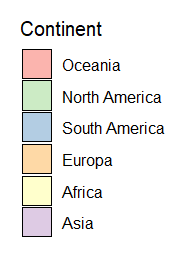 Continent
Oceania
North America
South America
Europa
Africa
Asia